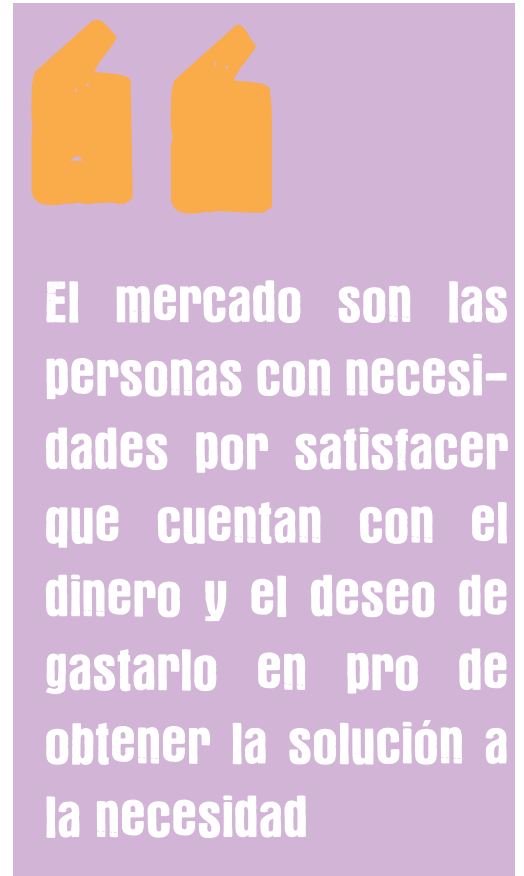 El mercado son las
personas con necesi-
dades por satisfacer
que cuentan con el
dinero y el deseo de
gastarlo en pro de
obtener la solución a
la necesidad